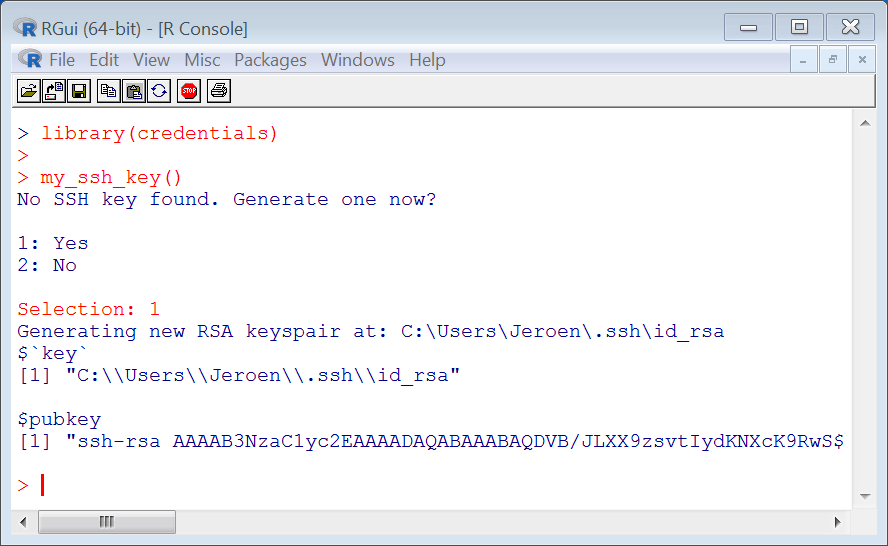 RGui (64-bit) - [R Console]
File Edit View Misc Packages Windows Help
STOP
> library(credentials)
>
> my_ssh_key()
No SSH key found. Generate one now?
1: Yes
2: No
Selection: 1
Generating new RSA keyspair at: C:\Users\Jeroen\.ssh\id_rsa
$`key`
[1] "C:\\Users\\Jeroen\\.ssh\\id_rsa"
$pubkey
[1] "ssh-rsa AAAAB3NzaC1yc2EAAAADAQABAAABAQDVB/JLXX9zsvtIydKNXcK9RwS$
>